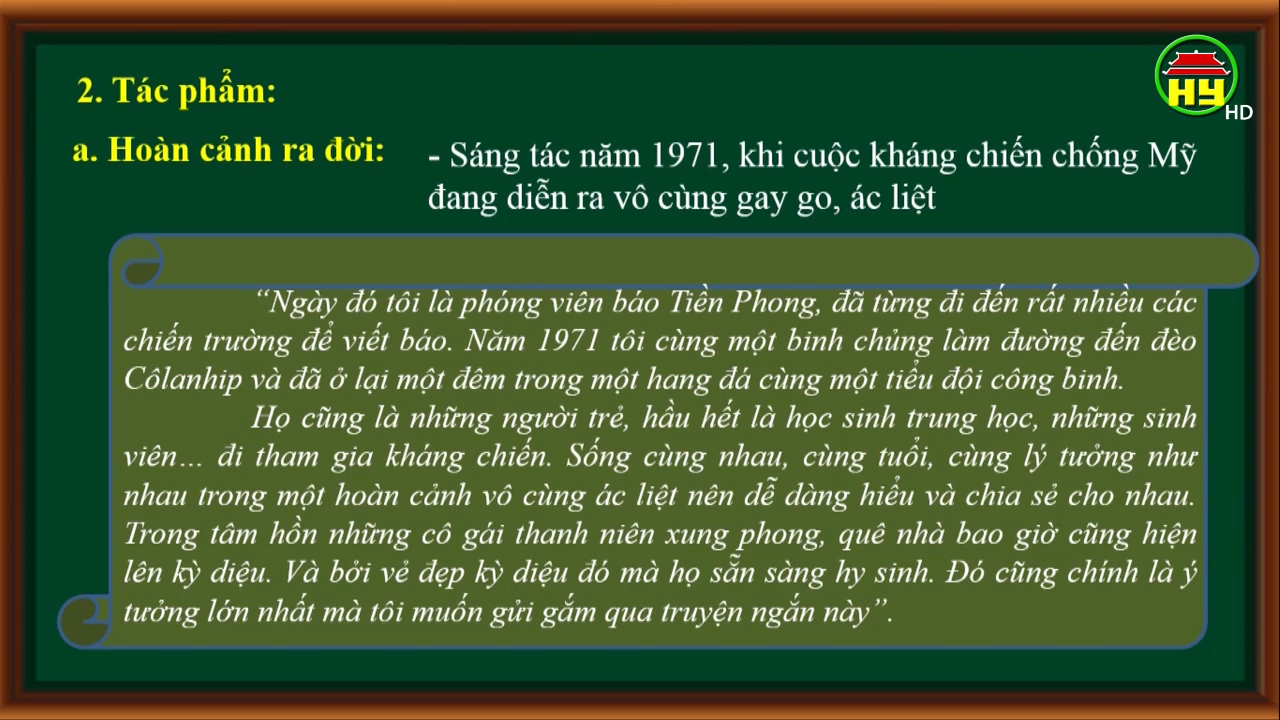 2. Tác phẩm:
a. Hoàn cảnh ra đời:
- Sáng tác năm 1971, khi cuộc kháng chiến chống Mỹ
đang diễn ra vô cùng gay go, ác liệt
HY
HD
“Ngày đó tôi là phóng viên báo Tiền Phong, đã từng đi đến rất nhiều các
chiến trường để viết báo. Năm 1971 tôi cùng một binh chủng làm đường đến đèo
Côlanhip và đã ở lại một đêm trong một hang đá cùng một tiểu đội công binh.
Họ cũng là những người trẻ, hầu hết là học sinh trung học, những sinh
viên… đi tham gia kháng chiến. Sống cùng nhau, cùng tuổi, cùng lý tưởng như
nhau trong một hoàn cảnh vô cùng ác liệt nên dễ dàng hiểu và chia sẻ cho nhau.
Trong tâm hồn những cô gái thanh niên xung phong, quê nhà bao giờ cũng hiện
lên kỳ diệu. Và bởi vẻ đẹp kỳ diệu đó mà họ sẵn sàng hy sinh. Đó cũng chính là ý
tưởng lớn nhất mà tôi muốn gửi gắm qua truyện ngắn này”.